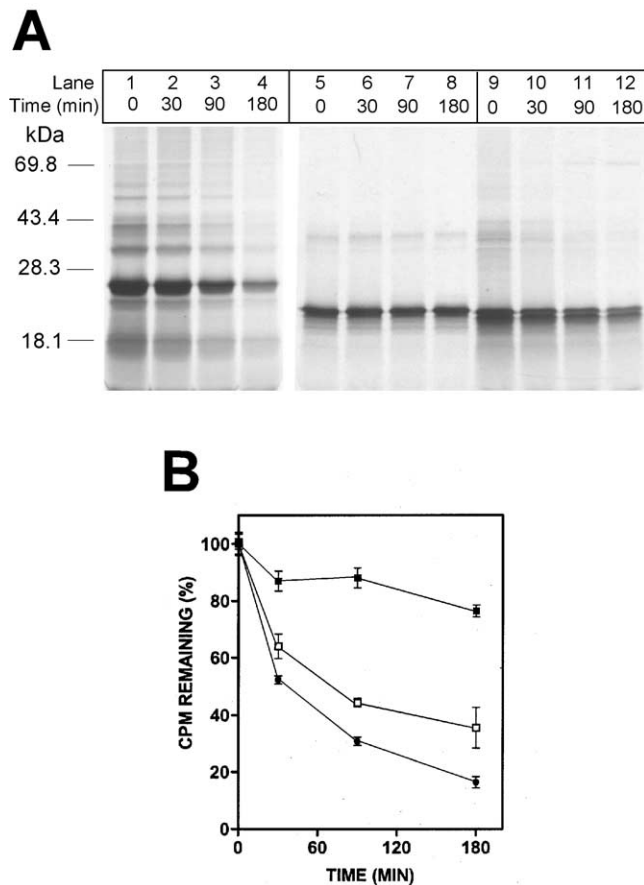 A
Lane 1 2 3 4 5 6 7 8 9 10 11 12
Time (min) 0 30 90 180 0 30 90 180 0 30 90 180
kDa
69.8
43.4
28.3
18.1
B
100
80
60
40
20
0
CPM REMAINING (%)
0 60 120 180
TIME (MIN)